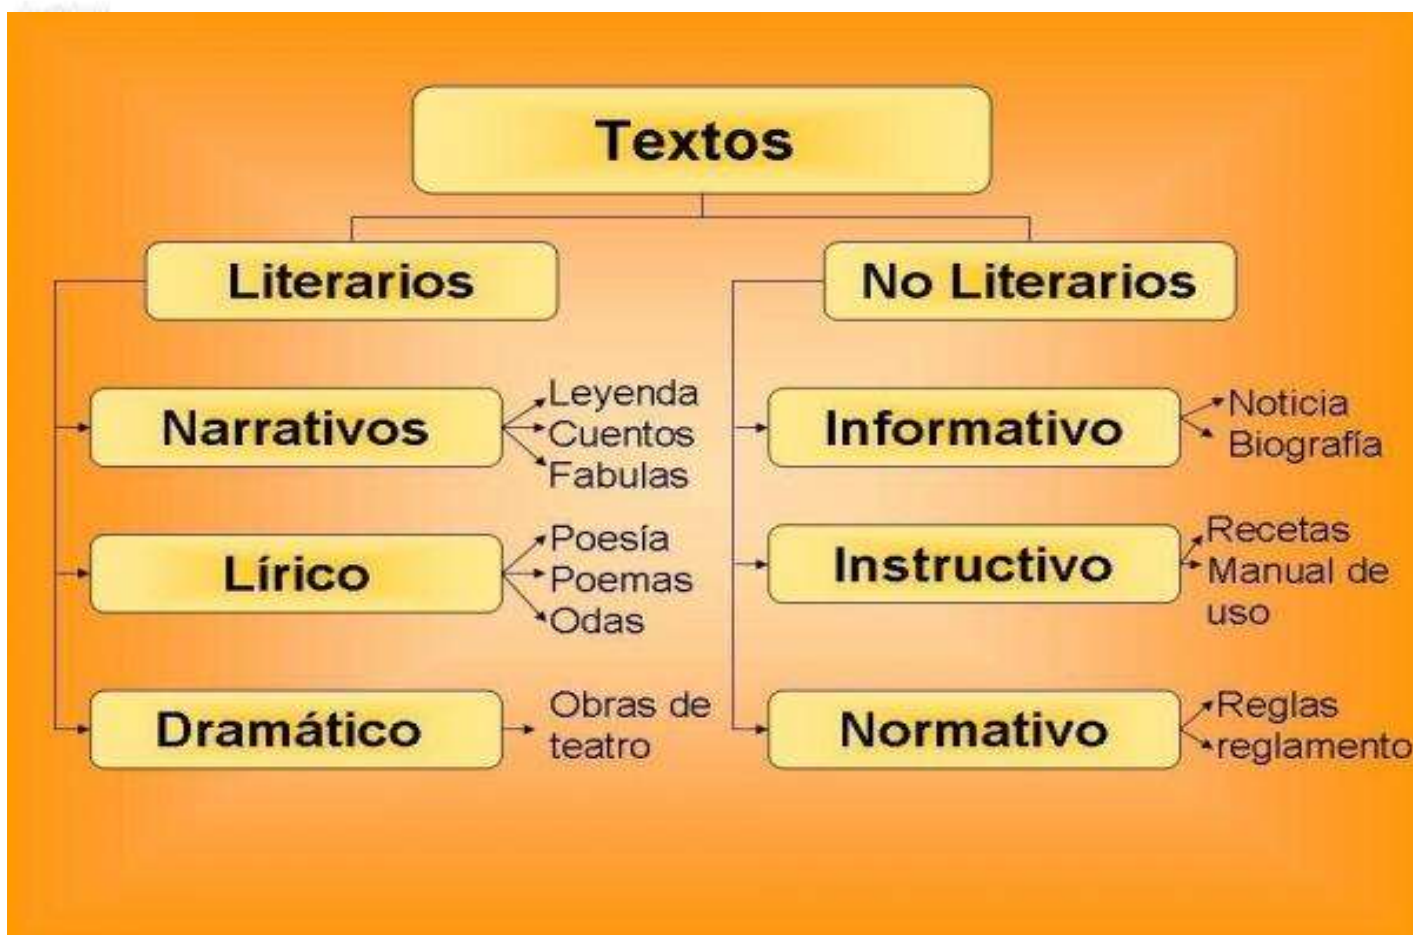 Textos
Literarios
No Literarios
Narrativos
Leyenda
Cuentos
Fabulas
Informativo
Noticia
Biografía
Lírico
Poesía
Poemas
Odas
Instructivo
Recetas
Manual de
uso
Dramático
Obras de
teatro
Normativo
Reglas
reglamento